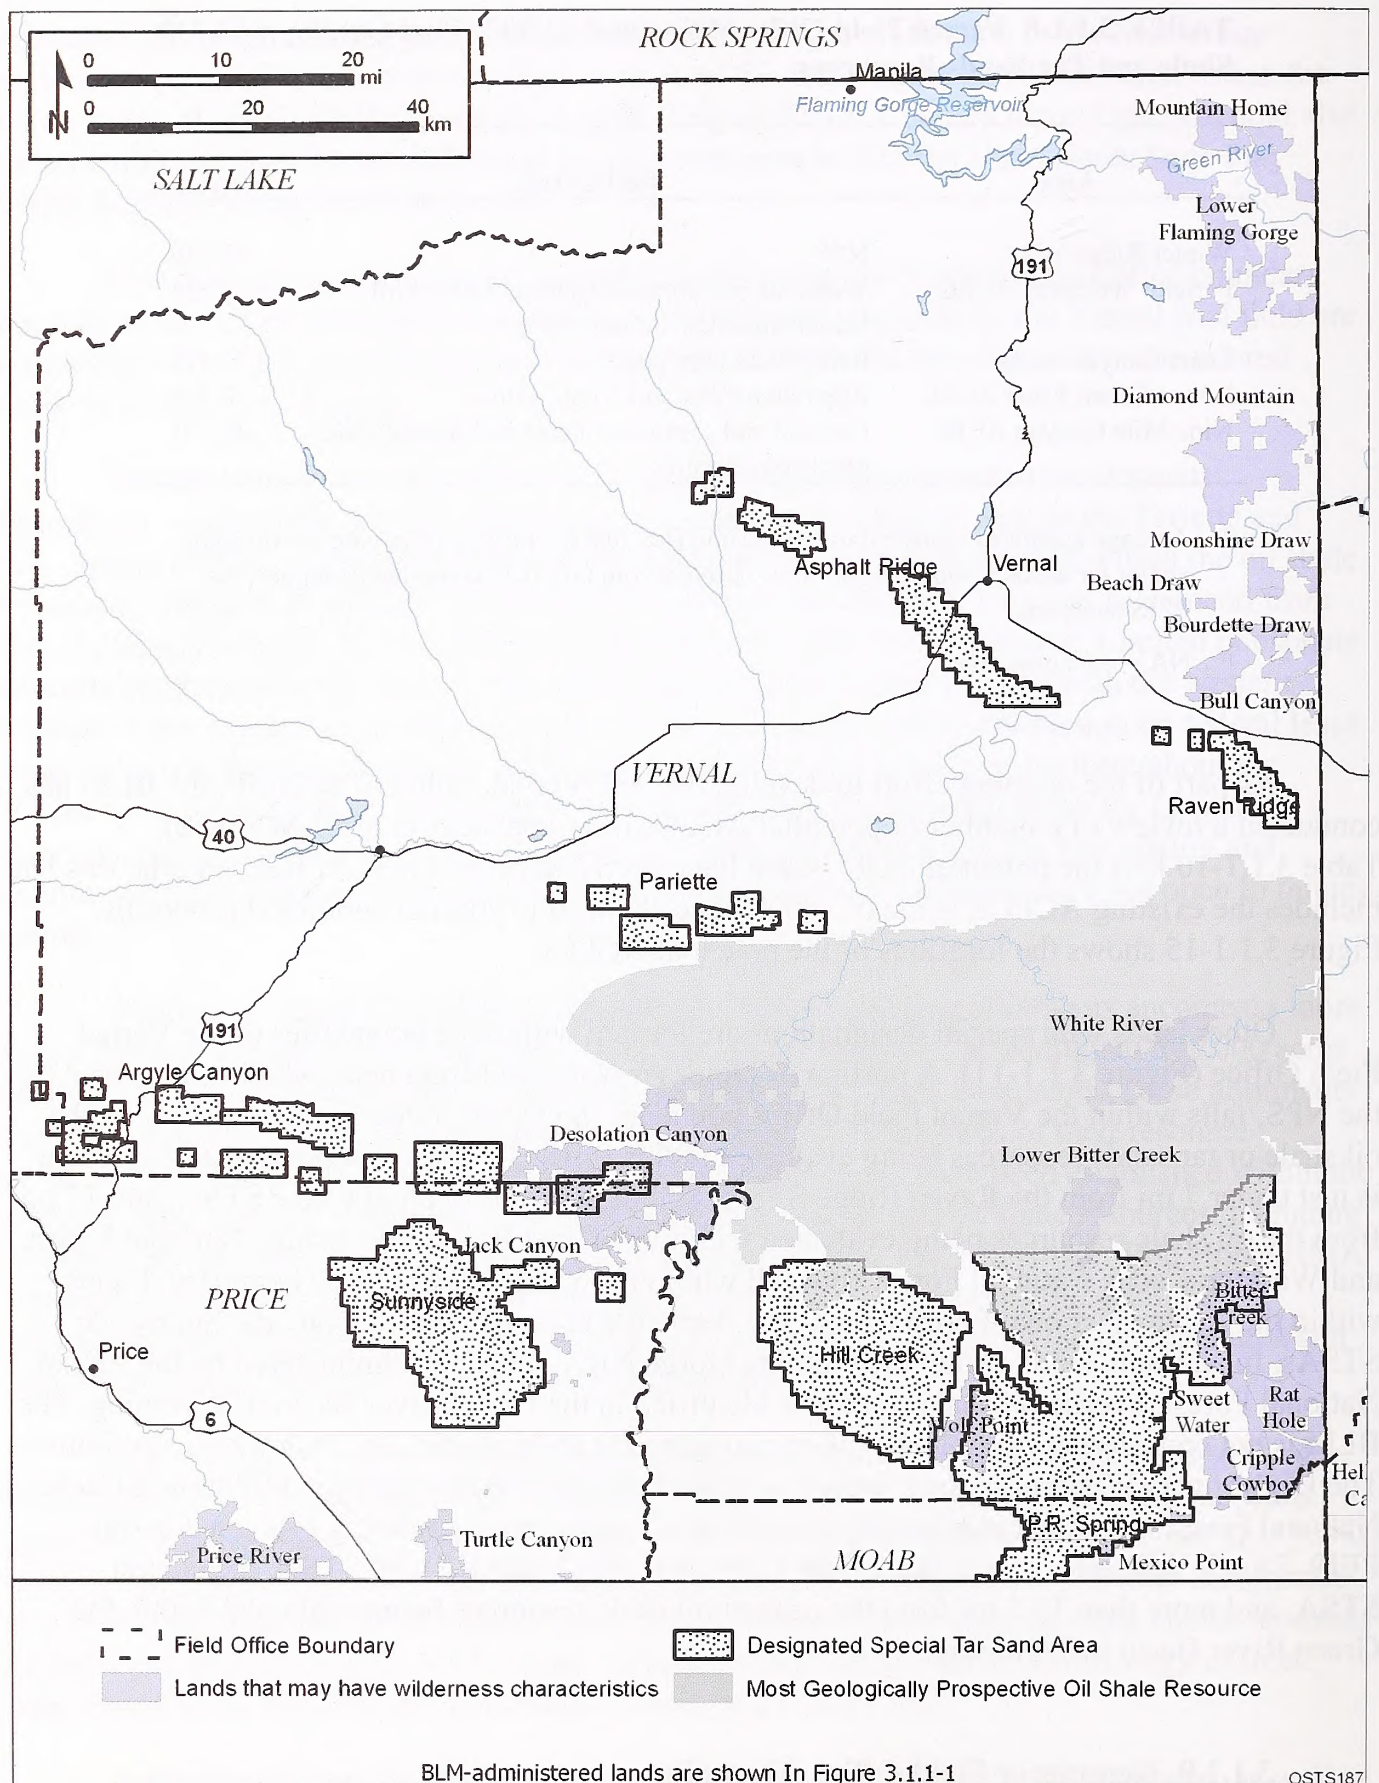 ROCK SPRINGS
0 10 20
mi
0 20 40
km
N
Manila
Flaming Gorge Reservoir
Mountain Home
Green River
SALT LAKE
Lower
Flaming Gorge
191
Diamond Mountain
Moonshine Draw
Asphalt Ridge
Vernal
Beach Draw
Bourdette Draw
Bull Canyon
VERNAL
Raven Ridge
40
Pariette
191
White River
Argyle Canyon
Desolation Canyon
Lower Bitter Creek
Jack Canyon
PRICE
Sunnyside
Bitter
Creek
Price
Hill Creek
Sweet
Water
Rat
Hole
6
Wolf Point
Cripple
Cowboy
Hel
Ca
P.R. Spring
Turtle Canyon
Price River
MOAB
Mexico Point
Field Office Boundary
Designated Special Tar Sand Area
Lands that may have wilderness characteristics
Most Geologically Prospective Oil Shale Resource
BLM-administered lands are shown In Figure 3.1.1-1
OSTS187